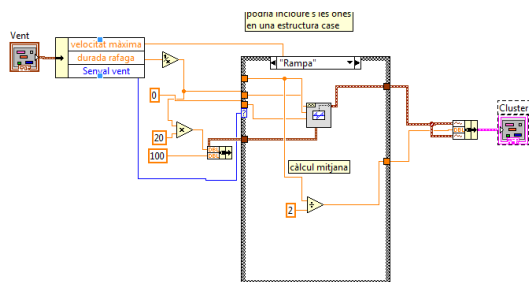 podria incloure s les ones
en una estructura case
Vent
velocitat màxima
durada rafaga
Senyal vent
"Rampa"
0
20
100
Cluster
càlcul mitjana
2